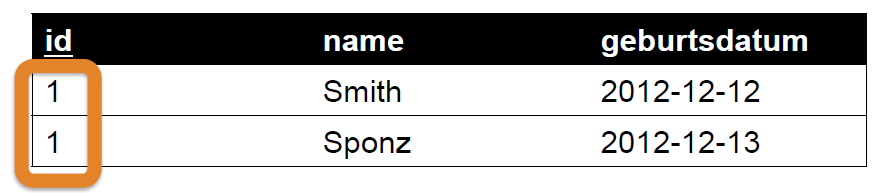 id name geburtsdatum
1 Smith 2012-12-12
1 Sponz 2012-12-13